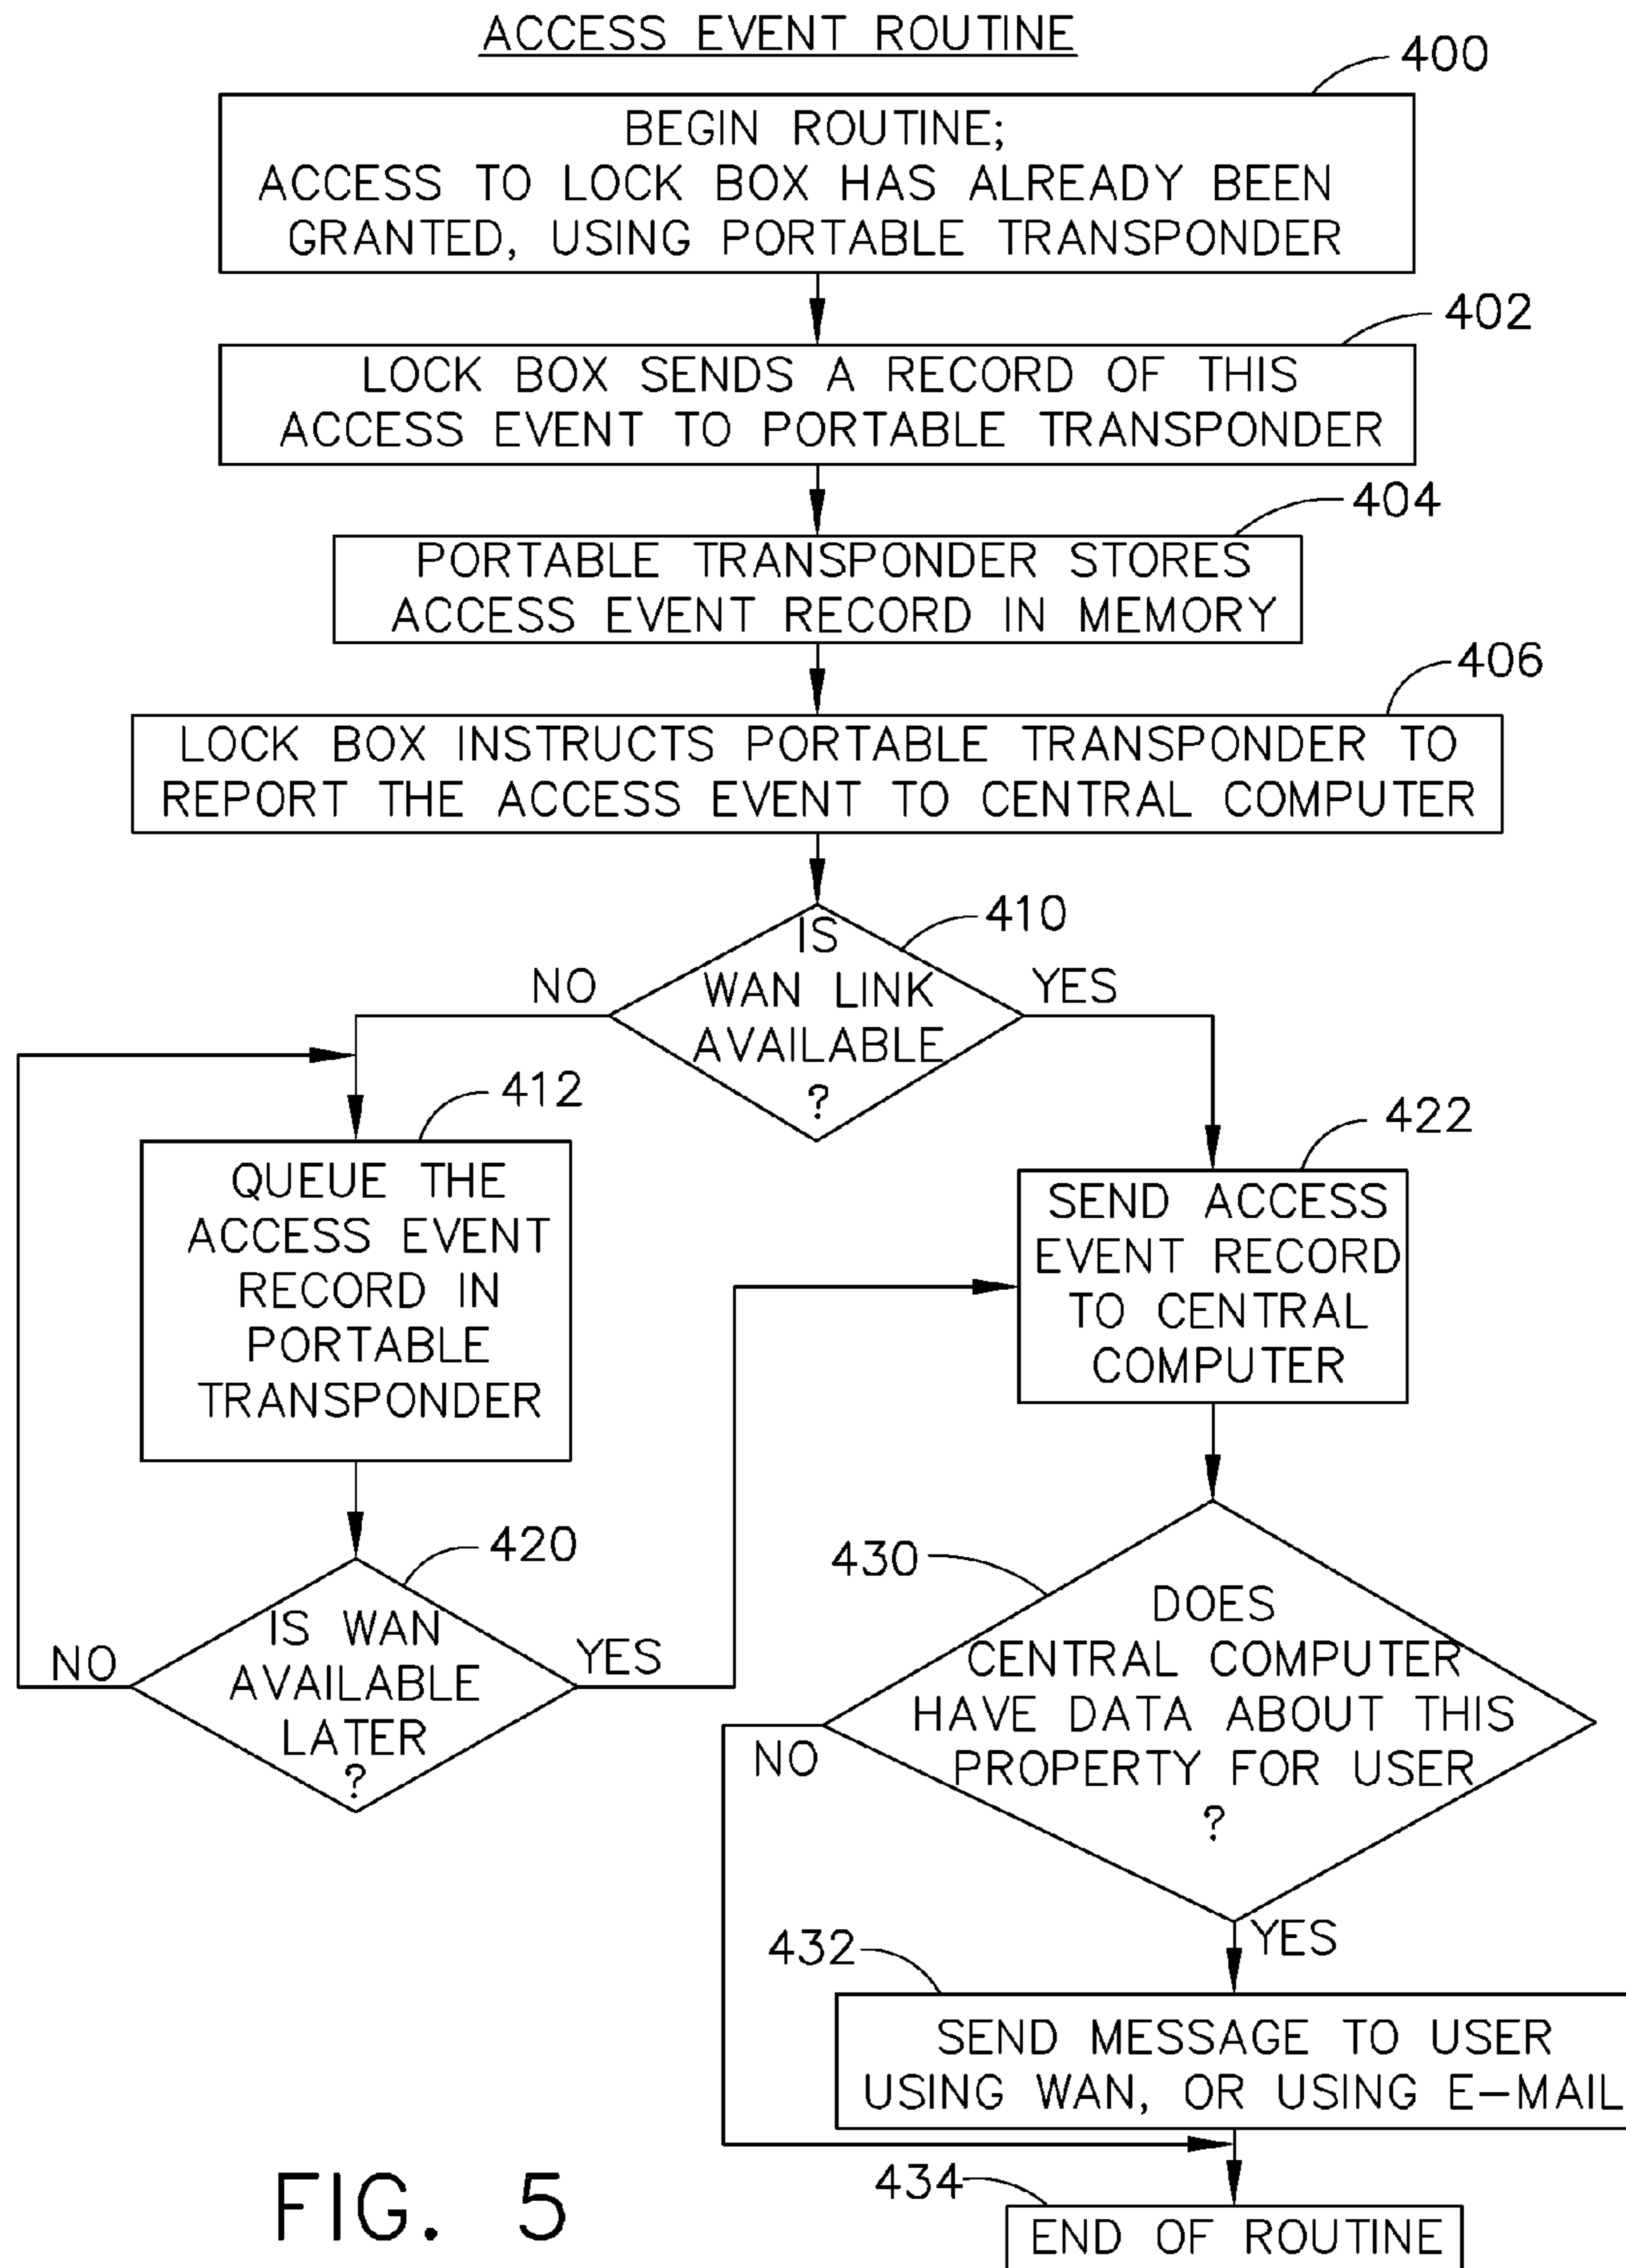 ACCESS EVENT ROUTINE
400
BEGIN ROUTINE;
ACCESS TO LOCK BOX HAS ALREADY BEEN
GRANTED, USING PORTABLE TRANSPONDER
402
LOCK BOX SENDS A RECORD OF THIS
ACCESS EVENT TO PORTABLE TRANSPONDER
404
PORTABLE TRANSPONDER STORES
ACCESS EVENT RECORD IN MEMORY
406
LOCK BOX INSTRUCTS PORTABLE TRANSPONDER TO
REPORT THE ACCESS EVENT TO CENTRAL COMPUTER
410
IS
WAN LINK
AVAILABLE
?
NO
YES
412
QUEUE THE
ACCESS EVENT
RECORD IN
PORTABLE
TRANSPONDER
422
SEND ACCESS
EVENT RECORD
TO CENTRAL
COMPUTER
420
IS WAN
AVAILABLE
LATER
?
NO
YES
430
DOES
CENTRAL COMPUTER
HAVE DATA ABOUT THIS
PROPERTY FOR USER
?
NO
YES
432
SEND MESSAGE TO USER
USING WAN, OR USING E-MAIL
434
END OF ROUTINE
FIG. 5